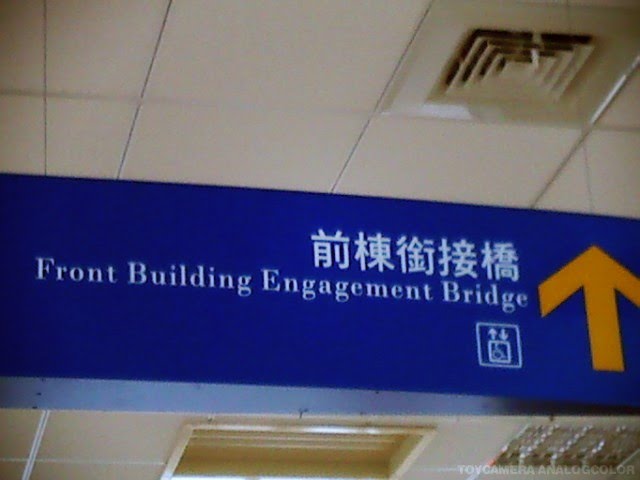 前棟銜接橋
Front Building Engagement Bridge
TOYCAMERA ANALOGCOLOR